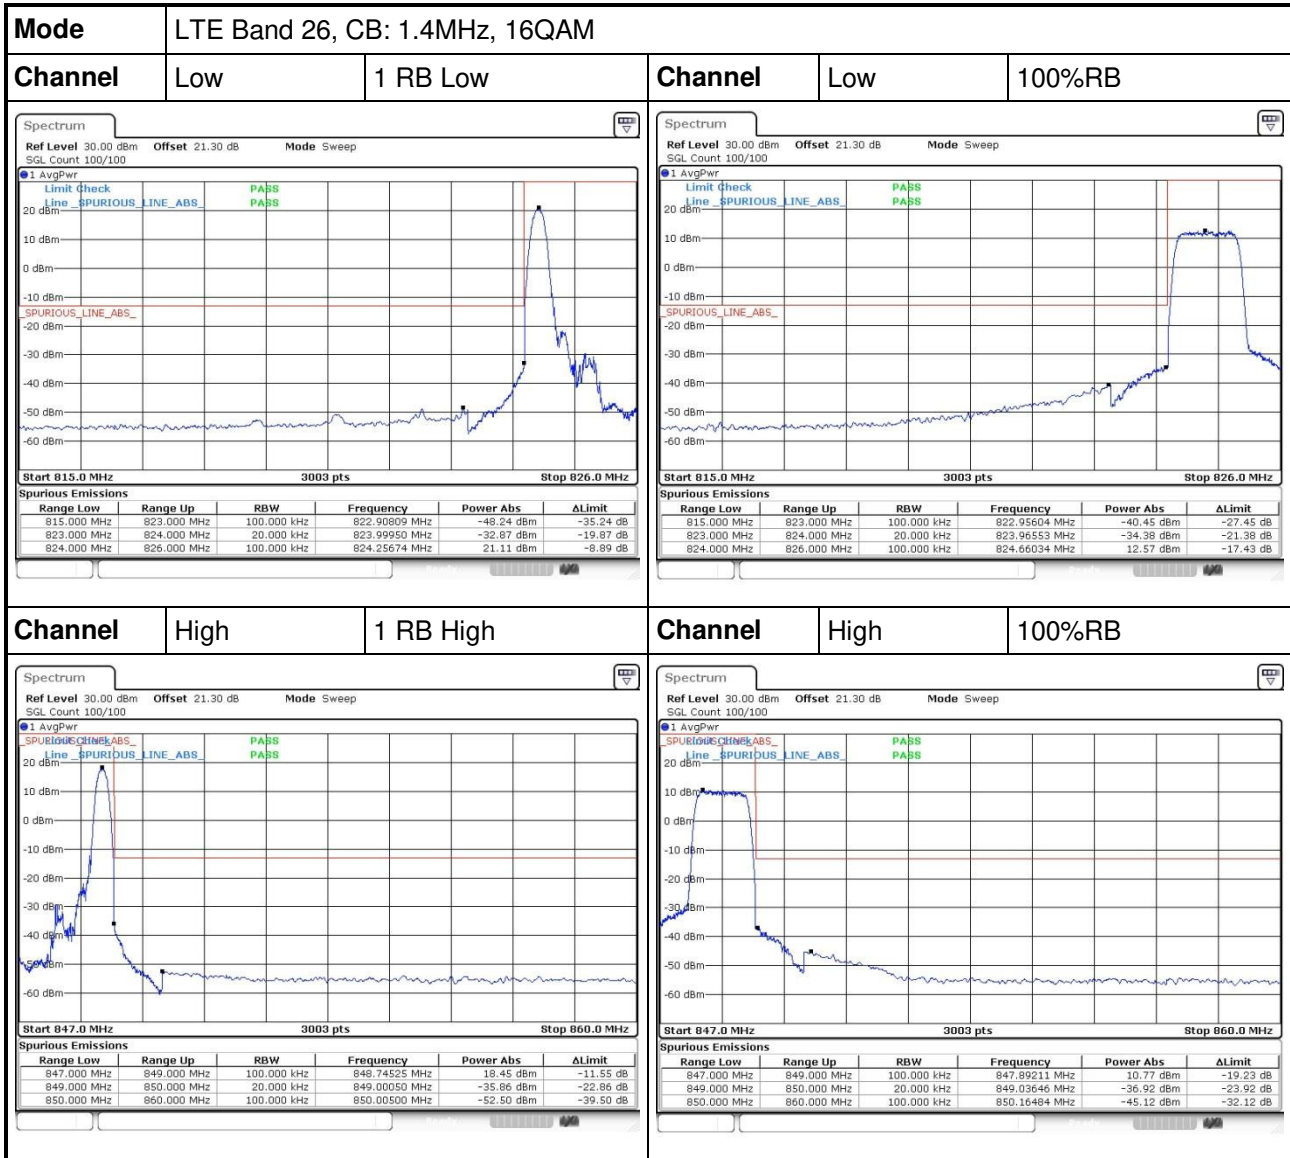 Mode LTE Band 26, CB: 1.4MHz, 16QAM
Channel Low 1 RB Low Channel Low 100%RB
Spectrum
Ref Level 30.00 dBm Offset 21.30 dB Mode Sweep
SGL Count 100/100
1 AvgPwr
Limit Check PASS
Line _SPURIOUS_LINE_ABS_ PASS
20 dBm
10 dBm
0 dBm
-10 dBm
_SPURIOUS_LINE_ABS_
-20 dBm
-30 dBm
-40 dBm
-50 dBm
-60 dBm
Start 815.0 MHz 3003 pts Stop 826.0 MHz
Spurious Emissions
Range Low Range Up RBW Frequency Power Abs ΔLimit
815.000 MHz 823.000 MHz 100.000 kHz 822.90809 MHz -48.24 dBm -35.24 dB
823.000 MHz 824.000 MHz 20.000 kHz 823.99950 MHz -32.87 dBm -19.87 dB
824.000 MHz 826.000 MHz 100.000 kHz 824.25674 MHz 21.11 dBm -8.89 dB
Spectrum
Ref Level 30.00 dBm Offset 21.30 dB Mode Sweep
SGL Count 100/100
1 AvgPwr
Limit Check PASS
Line _SPURIOUS_LINE_ABS_ PASS
20 dBm
10 dBm
0 dBm
-10 dBm
_SPURIOUS_LINE_ABS_
-20 dBm
-30 dBm
-40 dBm
-50 dBm
-60 dBm
Start 815.0 MHz 3003 pts Stop 826.0 MHz
Spurious Emissions
Range Low Range Up RBW Frequency Power Abs ΔLimit
815.000 MHz 823.000 MHz 100.000 kHz 822.95604 MHz -40.45 dBm -27.45 dB
823.000 MHz 824.000 MHz 20.000 kHz 823.96553 MHz -34.38 dBm -21.38 dB
824.000 MHz 826.000 MHz 100.000 kHz 824.66034 MHz 12.57 dBm -17.43 dB
Channel High 1 RB High Channel High 100%RB
Spectrum
Ref Level 30.00 dBm Offset 21.30 dB Mode Sweep
SGL Count 100/100
1 AvgPwr
_SPURIOUS_LINE_ABS_
Limit Check PASS
Line _SPURIOUS_LINE_ABS_ PASS
20 dBm
10 dBm
0 dBm
-10 dBm
-20 dBm
-30 dBm
-40 dBm
-50 dBm
-60 dBm
Start 847.0 MHz 3003 pts Stop 860.0 MHz
Spurious Emissions
Range Low Range Up RBW Frequency Power Abs ΔLimit
847.000 MHz 849.000 MHz 100.000 kHz 848.74525 MHz 18.45 dBm -11.55 dB
849.000 MHz 850.000 MHz 20.000 kHz 849.00050 MHz -35.86 dBm -22.86 dB
850.000 MHz 860.000 MHz 100.000 kHz 850.00500 MHz -52.50 dBm -39.50 dB
Spectrum
Ref Level 30.00 dBm Offset 21.30 dB Mode Sweep
SGL Count 100/100
1 AvgPwr
_SPURIOUS_LINE_ABS_
Limit Check PASS
Line _SPURIOUS_LINE_ABS_ PASS
20 dBm
10 dBm
0 dBm
-10 dBm
-20 dBm
-30 dBm
-40 dBm
-50 dBm
-60 dBm
Start 847.0 MHz 3003 pts Stop 860.0 MHz
Spurious Emissions
Range Low Range Up RBW Frequency Power Abs ΔLimit
847.000 MHz 849.000 MHz 100.000 kHz 847.89211 MHz 10.77 dBm -19.23 dB
849.000 MHz 850.000 MHz 20.000 kHz 849.03646 MHz -36.92 dBm -23.92 dB
850.000 MHz 860.000 MHz 100.000 kHz 850.16484 MHz -45.12 dBm -32.12 dB